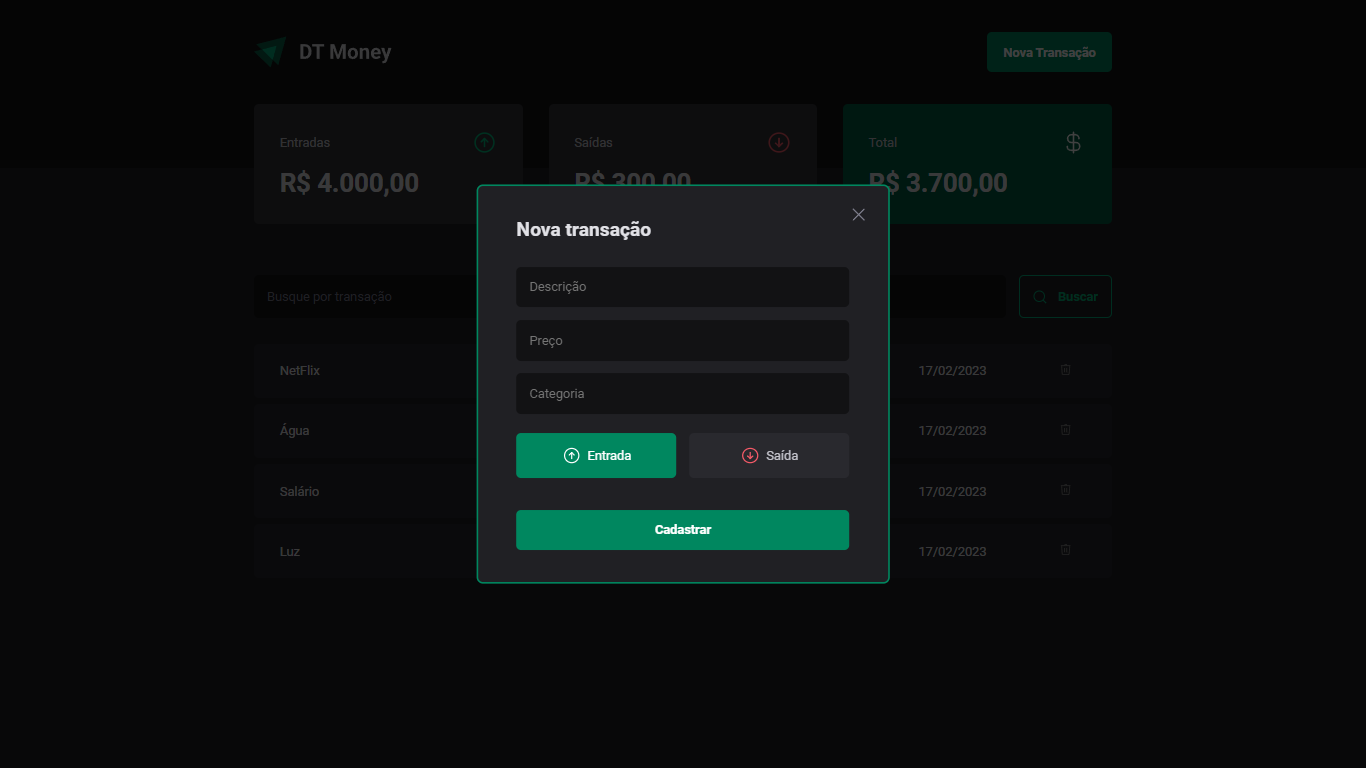 DT Money
Nova Transação
Entradas
R$ 4.000,00
Saídas
R$ 300,00
Total
R$ 3.700,00
Nova transação
Descrição
Preço
Categoria
Entrada
Saída
Cadastrar
Busque por transação
Buscar
NetFlix 17/02/2023
Água 17/02/2023
Salário 17/02/2023
Luz 17/02/2023